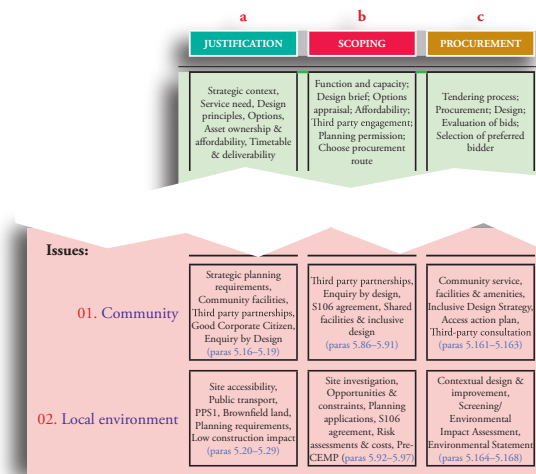 a
b
c
JUSTIFICATION
SCOPING
PROCUREMENT
Strategic context,
Service need, Design
principles, Options,
Asset ownership &
affordability, Timetable
& deliverability
Function and capacity;
Design brief; Options
appraisal; Affordability;
Third party engagement;
Planning permission;
Choose procurement
route
Tendering process;
Procurement; Design;
Evaluation of bids;
Selection of preferred
bidder
Issues:
01. Community
Strategic planning
requirements,
Community facilities,
Third party partnerships,
Good Corporate Citizen,
Enquiry by Design
(paras 5.16–5.19)
Third party partnerships,
Enquiry by design,
S106 agreement, Shared
facilities & inclusive
design
(paras 5.86–5.91)
Community service,
facilities & amenities,
Inclusive Design Strategy,
Access action plan,
Third-party consultation
(paras 5.161–5.163)
02. Local environment
Site accessibility,
Public transport,
PPS1, Brownfield land,
Planning requirements,
Low construction impact
(paras 5.20–5.29)
Site investigation,
Opportunities &
constraints, Planning
applications, S106
agreement, Risk
assessments & costs, Pre-
CEMP (paras 5.92–5.97)
Contextual design &
improvement,
Screening/
Environmental
Impact Assessment,
Environmental Statement
(paras 5.164–5.168)